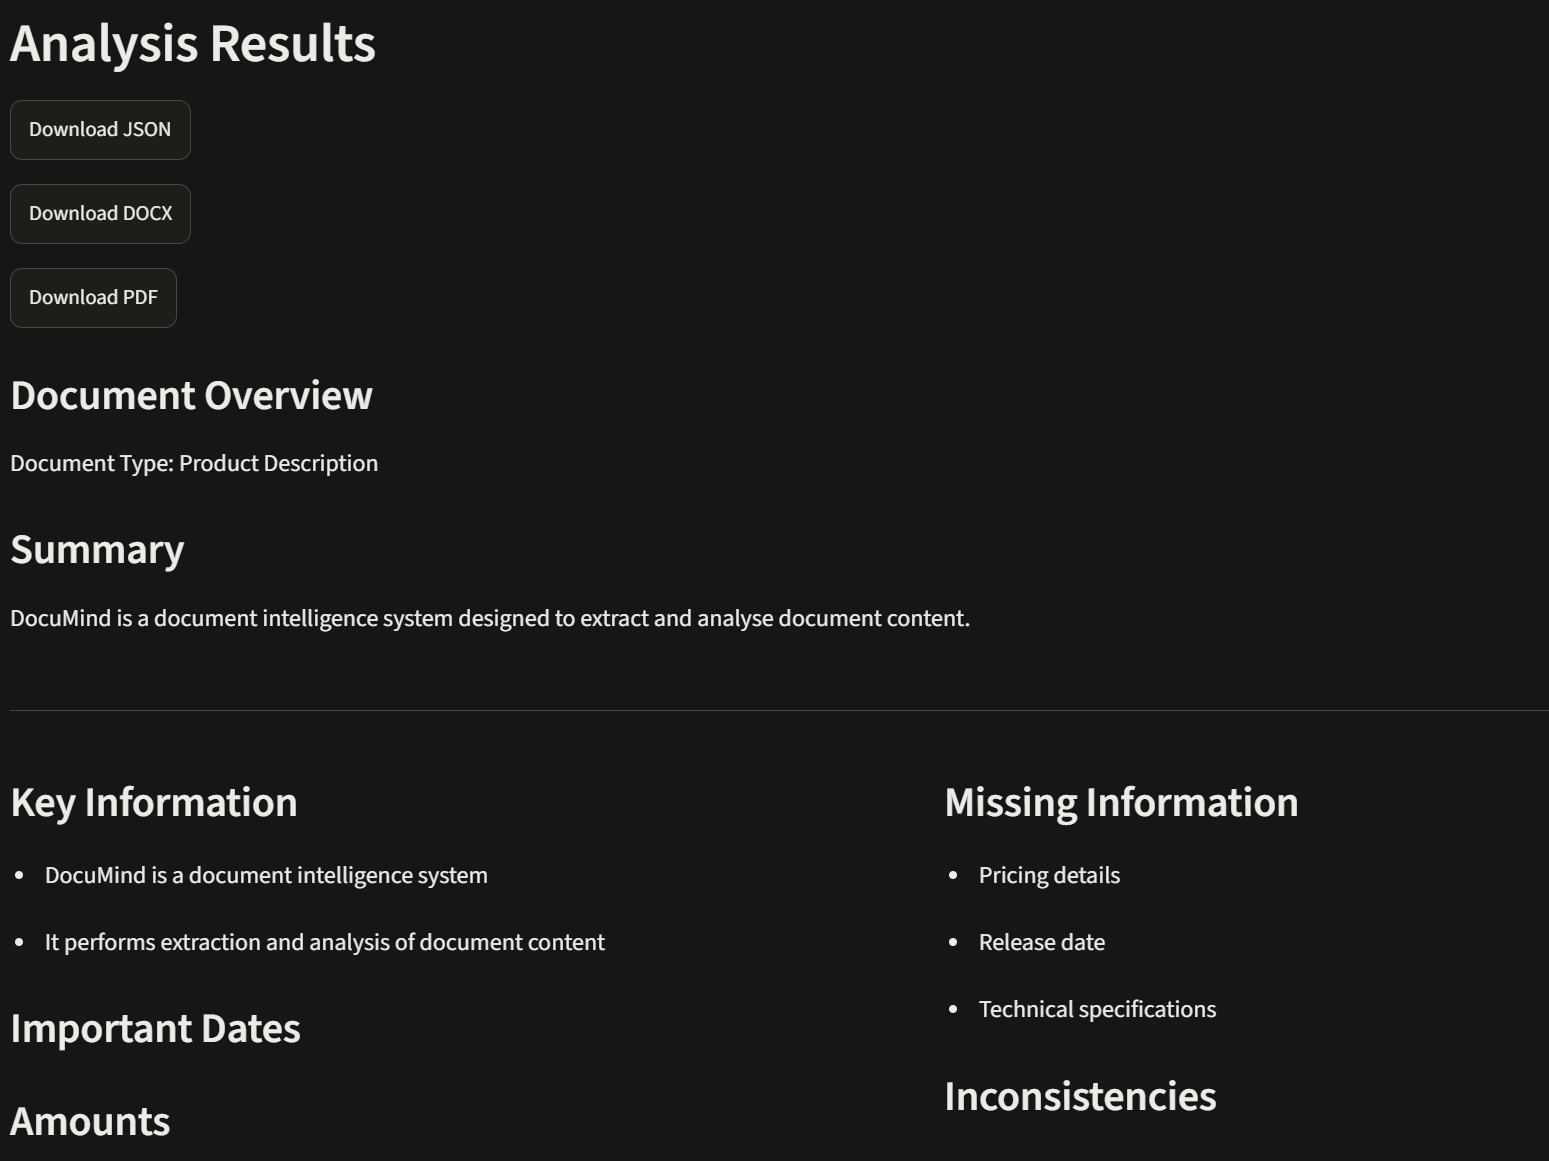 Analysis Results
Download JSON
Download DOCX
Download PDF
Document Overview
Document Type: Product Description
Summary
DocuMind is a document intelligence system designed to extract and analyse document content.
Key Information
DocuMind is a document intelligence system
It performs extraction and analysis of document content
Important Dates
Amounts
Missing Information
Pricing details
Release date
Technical specifications
Inconsistencies